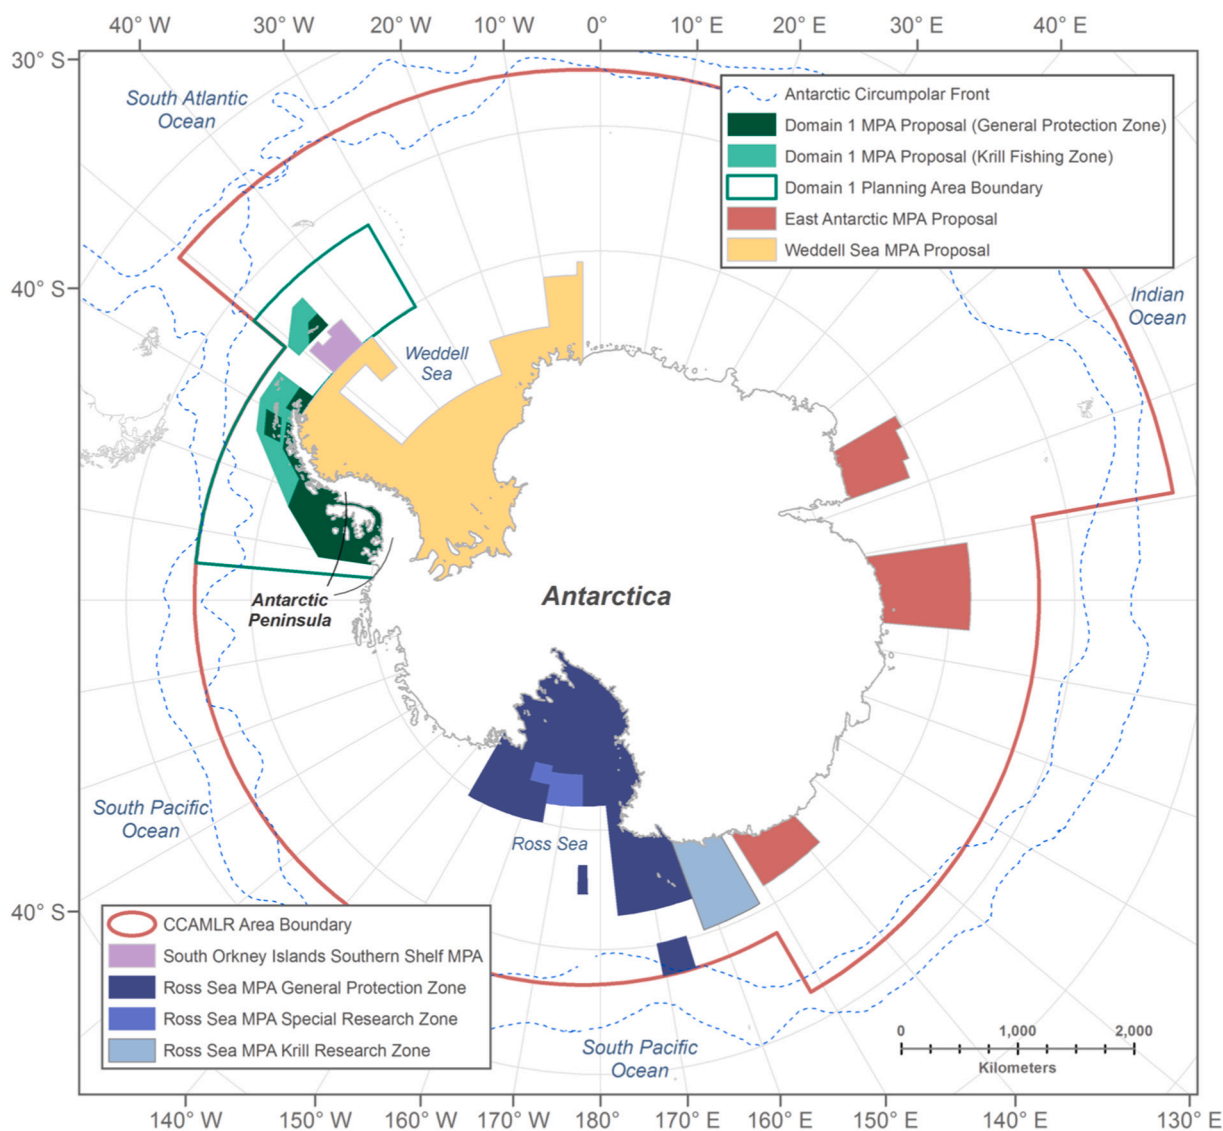 40° W 30° W 20° W 10° W 0° 10° E 20° E 30° E 40° E
30° S
South Atlantic
Ocean
Antarctic Circumpolar Front
Domain 1 MPA Proposal (General Protection Zone)
Domain 1 MPA Proposal (Krill Fishing Zone)
Domain 1 Planning Area Boundary
East Antarctic MPA Proposal
Weddell Sea MPA Proposal
40° S
Indian
Ocean
Weddell
Sea
Antarctica
Antarctic
Peninsula
South Pacific
Ocean
Ross Sea
40° S
CCAMLR Area Boundary
South Orkney Islands Southern Shelf MPA
Ross Sea MPA General Protection Zone
Ross Sea MPA Special Research Zone
Ross Sea MPA Krill Research Zone
South Pacific
Ocean
0 1,000 2,000
Kilometers
140° W 150° W 160° W 170° W 180° 170° E 160° E 150° E 140° E 130° E